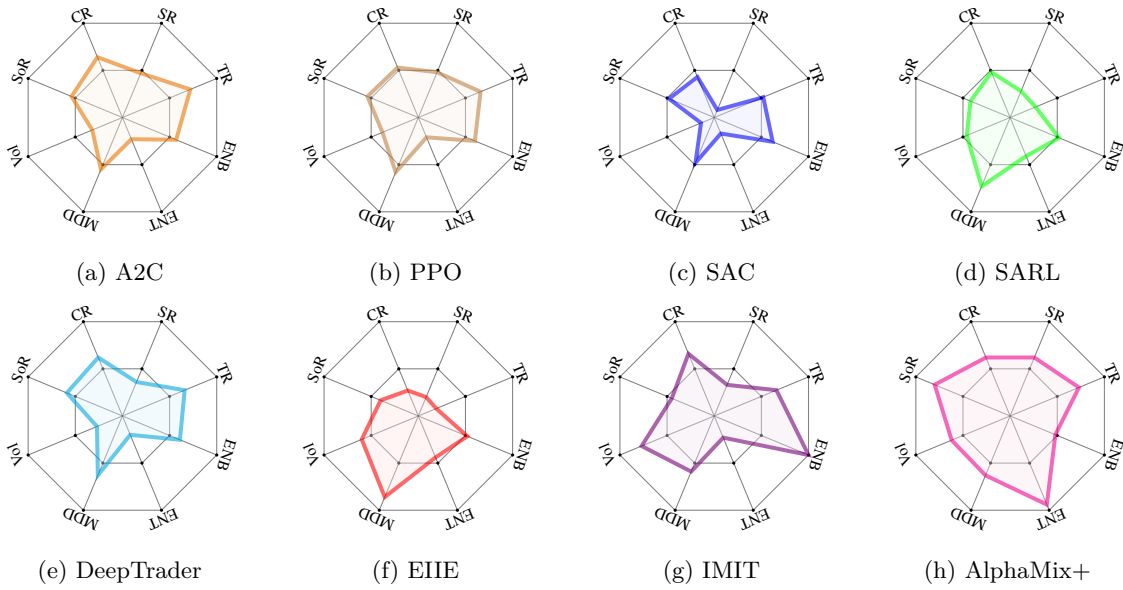 CR SR CR SR CR SR CR SR
SoR TR SoR TR SoR TR SoR TR
Vol ENB Vol ENB Vol ENB Vol ENB
MDD ENT MDD ENT MDD ENT MDD ENT
(a) A2C (b) PPO (c) SAC (d) SARL
CR SR CR SR CR SR CR SR
SoR TR SoR TR SoR TR SoR TR
Vol ENB Vol ENB Vol ENB Vol ENB
MDD ENT MDD ENT MDD ENT MDD ENT
(e) DeepTrader (f) EIIE (g) IMIT (h) AlphaMix+